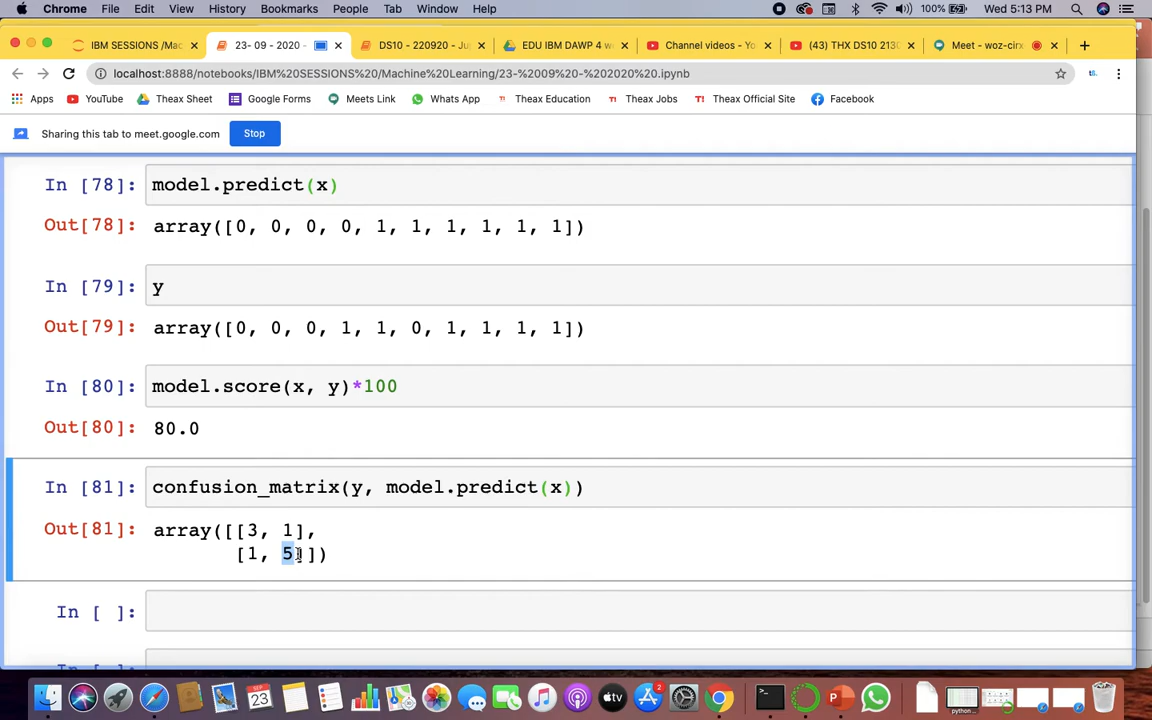 Chrome File Edit View History Bookmarks People Tab Window Help 100% Wed 5:13 PM
IBM SESSIONS /Mac 23- 09 - 2020 DS10 - 220920 - Ju EDU IBM DAWP 4 w Channel videos - Yo (43) THX DS10 2130 Meet - woz-cirx
localhost:8888/notebooks/IBM%20SESSIONS%20/Machine%20Learning/23-%2009%20-%202020%20.ipynb
Apps YouTube Theax Sheet Google Forms Meets Link Whats App Theax Education Theax Jobs Theax Official Site Facebook
Sharing this tab to meet.google.com Stop
In [78]: model.predict(x)
Out[78]: array([0, 0, 0, 0, 1, 1, 1, 1, 1, 1])
In [79]: y
Out[79]: array([0, 0, 0, 1, 1, 0, 1, 1, 1, 1])
In [80]: model.score(x, y)*100
Out[80]: 80.0
In [81]: confusion_matrix(y, model.predict(x))
Out[81]: array([[3, 1],
[1, 5]])
In [ ]: